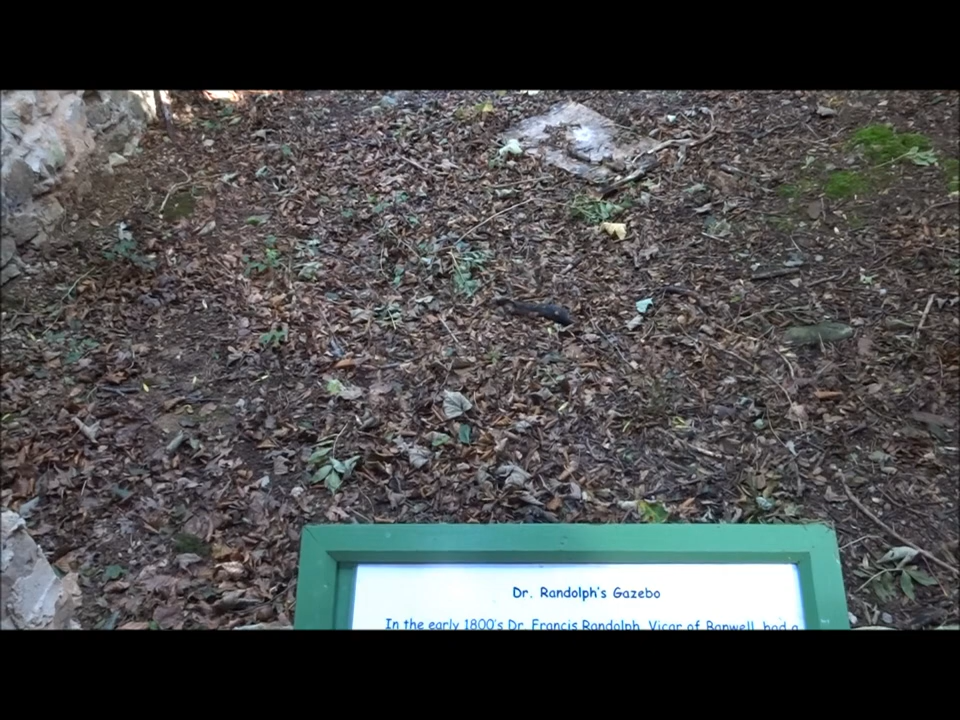 Dr. Randolph's Gazebo
In the early 1800's Dr. Francis Randolph, Vicar of Banwell, had a